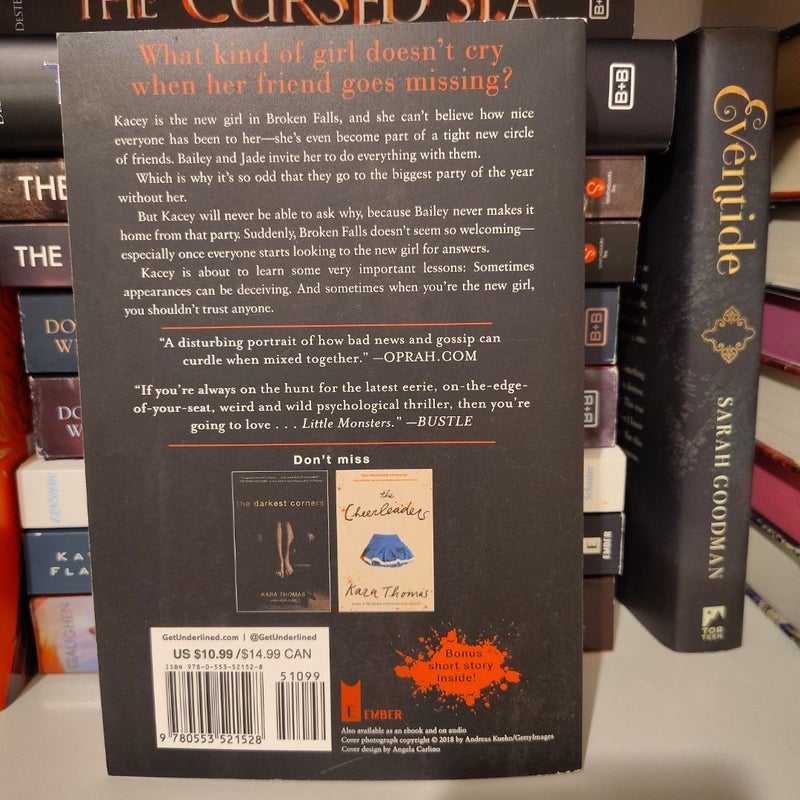 THE CURSED SEA
B+B
What kind of girl doesn't cry
when her friend goes missing?
Kacey is the new girl in Broken Falls, and she can't believe how nice
everyone has been to her—she's even become part of a tight new circle
of friends. Bailey and Jade invite her to do everything with them.
Which is why it's so odd that they go to the biggest party of the year
without her.
But Kacey will never be able to ask why, because Bailey never makes it
home from that party. Suddenly, Broken Falls doesn't seem so welcoming—
especially once everyone starts looking to the new girl for answers.
Kacey is about to learn some very important lessons: Sometimes
appearances can be deceiving. And sometimes when you're the new girl,
you shouldn't trust anyone.
"A disturbing portrait of how bad news and gossip can
curdle when mixed together." —OPRAH.COM
"If you're always on the hunt for the latest eerie, on-the-edge-
of-your-seat, weird and wild psychological thriller, then you're
going to love . . . Little Monsters." —BUSTLE
Don't miss
the darkest corners
KARA THOMAS
the
Cheerleaders
Kara Thomas
GetUnderlined.com | @GetUnderlined
US $10.99 /$14.99 CAN
ISBN 978-0-553-52152-8
51099
9 780553 521528
Bonus
short story
inside!
E EMBER
Also available as an ebook and on audio
Cover photograph copyright © 2018 by Andreas Kuehn/GettyImages
Cover design by Angela Carlino
THE
THE
DO
W
DO
W
KAT
FLA
GAUGHEN
B+B
B+B
B+B
E EMBER
Eventide
SARAH GOODMAN
TOR
TEEN